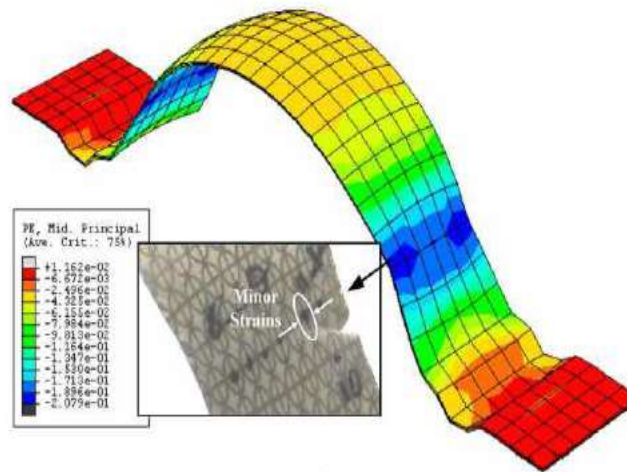 PE, Mid. Principal
(Ave. Crit.: 75%)
+1.162e-02
-6.672e-03
-2.496e-02
-4.325e-02
-6.155e-02
-7.984e-02
-9.813e-02
-1.164e-01
-1.347e-01
-1.530e-01
-1.713e-01
-1.896e-01
-2.079e-01
Minor
Strains